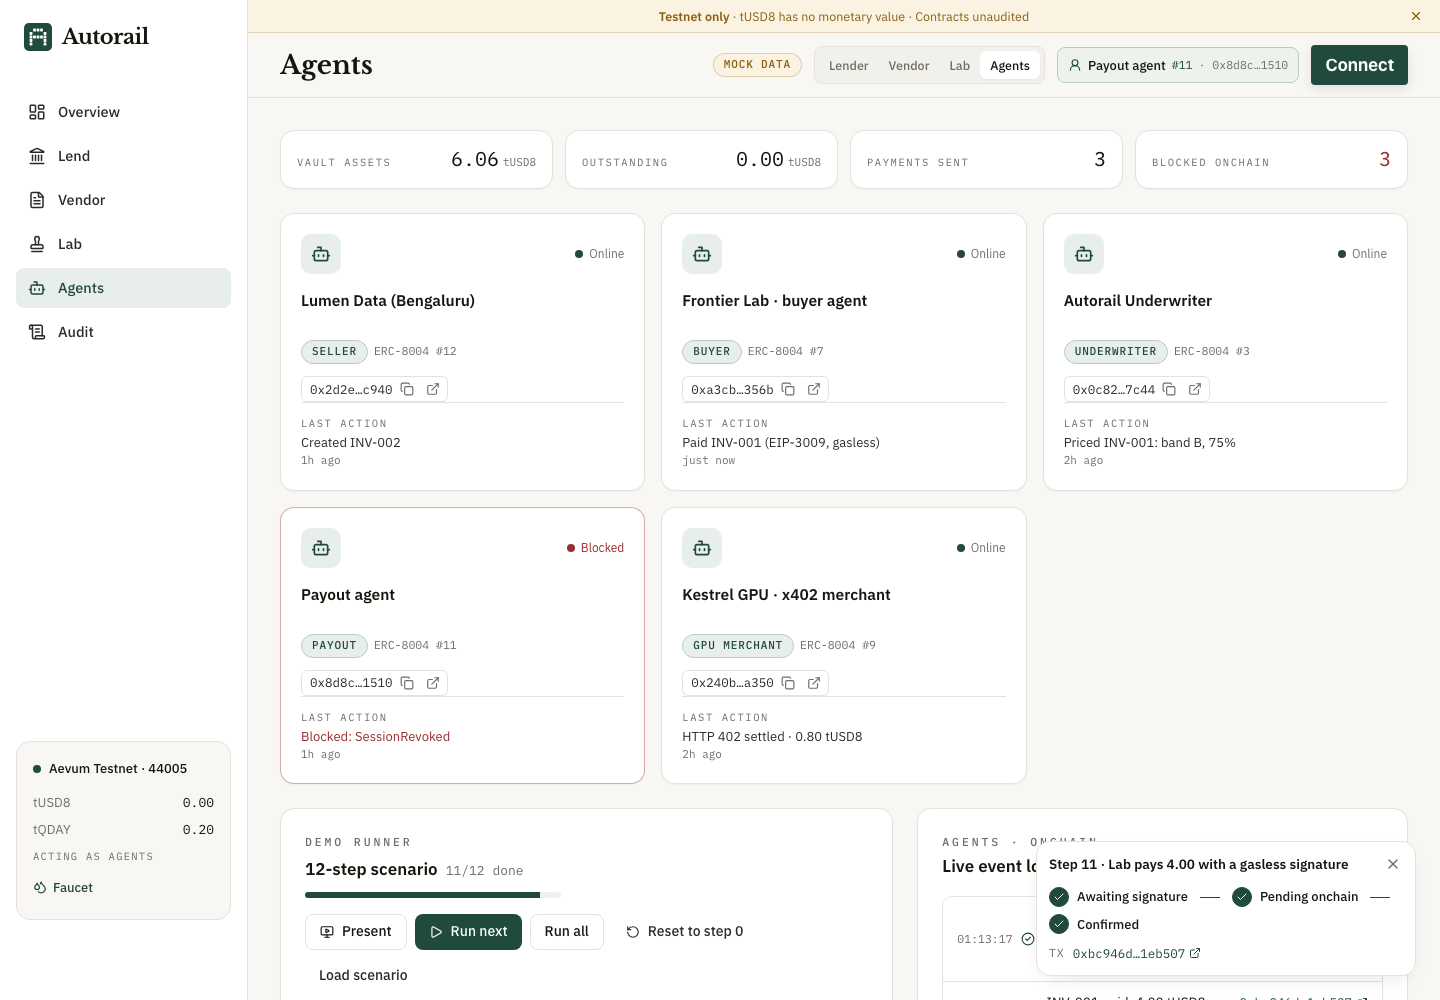 Autorail
Overview
Lend
Vendor
Lab
Agents
Audit
Aevum Testnet · 44005
tUSD8 0.00
tQDAY 0.20
ACTING AS AGENTS
Faucet
Testnet only · tUSD8 has no monetary value · Contracts unaudited
Agents
MOCK DATA
Lender Vendor Lab Agents
Payout agent #11 · 0x8d8c…1510
Connect
VAULT ASSETS 6.06 tUSD8
OUTSTANDING 0.00 tUSD8
PAYMENTS SENT 3
BLOCKED ONCHAIN 3
Online
Lumen Data (Bengaluru)
SELLER ERC-8004 #12
0x2d2e…c940
LAST ACTION
Created INV-002
1h ago
Online
Frontier Lab · buyer agent
BUYER ERC-8004 #7
0xa3cb…356b
LAST ACTION
Paid INV-001 (EIP-3009, gasless)
just now
Online
Autorail Underwriter
UNDERWRITER ERC-8004 #3
0x0c82…7c44
LAST ACTION
Priced INV-001: band B, 75%
2h ago
Blocked
Payout agent
PAYOUT ERC-8004 #11
0x8d8c…1510
LAST ACTION
Blocked: SessionRevoked
1h ago
Online
Kestrel GPU · x402 merchant
GPU MERCHANT ERC-8004 #9
0x240b…a350
LAST ACTION
HTTP 402 settled · 0.80 tUSD8
2h ago
DEMO RUNNER
12-step scenario 11/12 done
Present
Run next
Run all
Reset to step 0
Load scenario
AGENTS · ONCHAIN
Live event lo
01:13:17
Step 11 · Lab pays 4.00 with a gasless signature
Awaiting signature
Pending onchain
Confirmed
TX 0xbc946d…1eb507